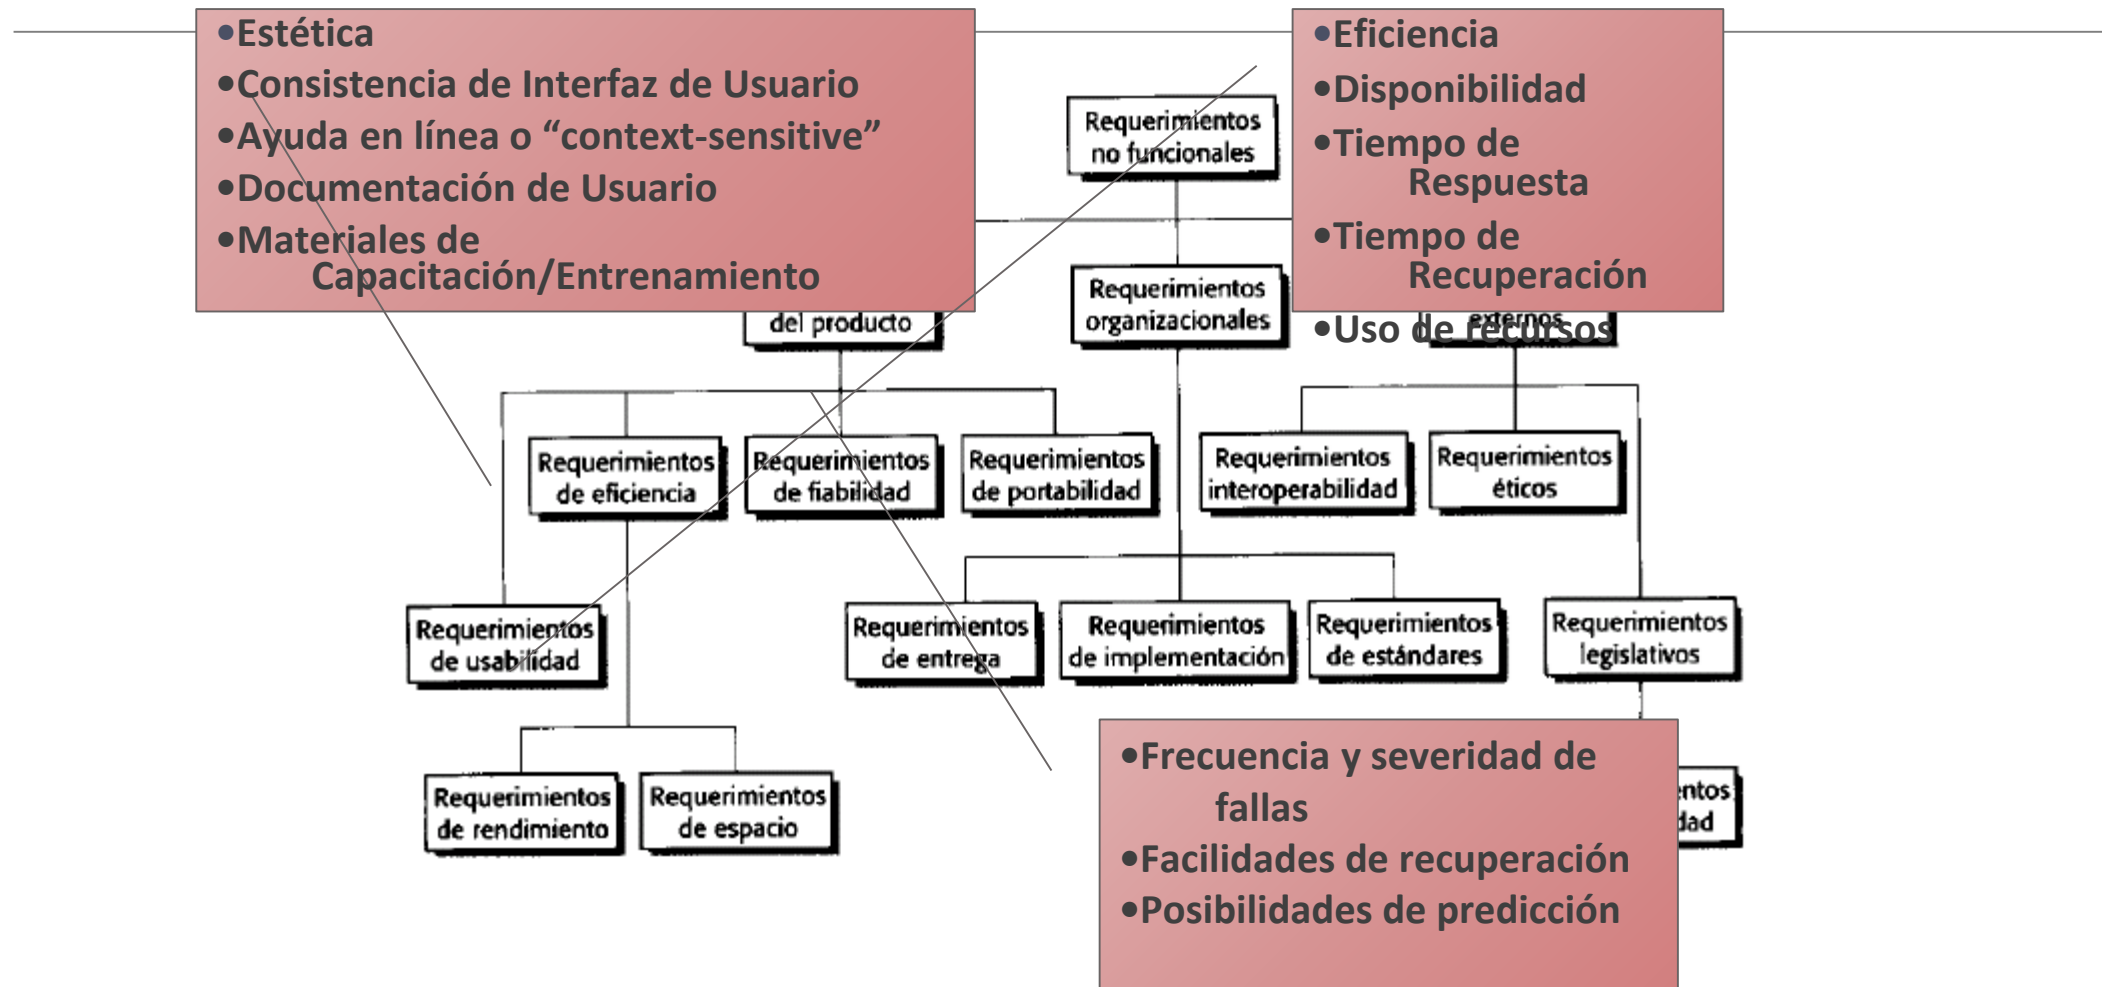 •Estética
•Consistencia de Interfaz de Usuario
•Ayuda en línea o “context-sensitive”
•Documentación de Usuario
•Materiales de
Capacitación/Entrenamiento
•Eficiencia
•Disponibilidad
•Tiempo de
Respuesta
•Tiempo de
Recuperación
•Uso de recursos
Requerimientos
no funcionales
del producto
Requerimientos
organizacionales
externos
Requerimientos
de eficiencia
Requerimientos
de fiabilidad
Requerimientos
de portabilidad
Requerimientos
interoperabilidad
Requerimientos
éticos
Requerimientos
de usabilidad
Requerimientos
de entrega
Requerimientos
de implementación
Requerimientos
de estándares
Requerimientos
legislativos
Requerimientos
de rendimiento
Requerimientos
de espacio
•Frecuencia y severidad de
fallas
•Facilidades de recuperación
•Posibilidades de predicción